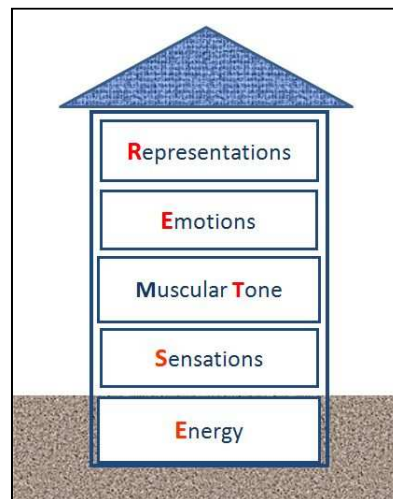 Representations
Emotions
Muscular Tone
Sensations
Energy